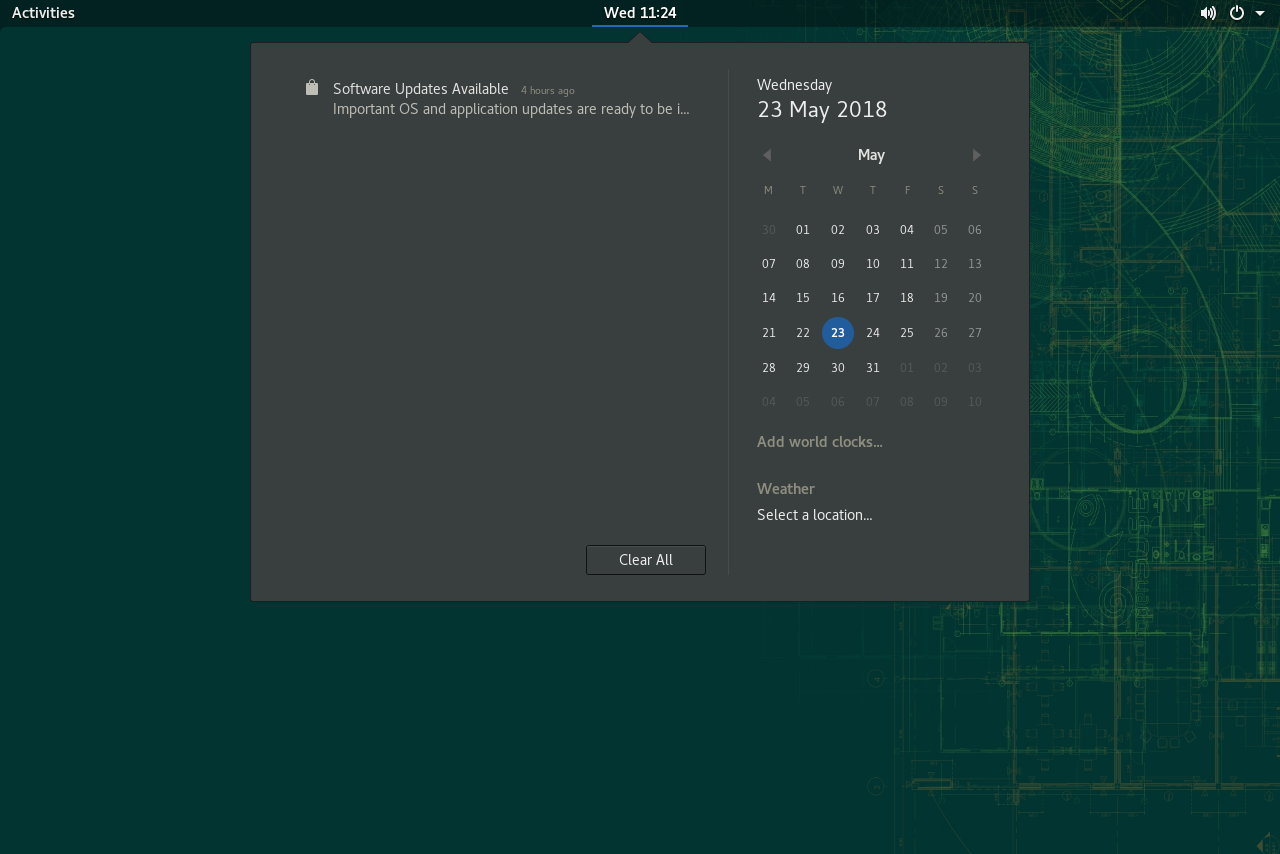 Activities
Wed 11:24
Software Updates Available 4 hours ago
Important OS and application updates are ready to be i…
Clear All
Wednesday
23 May 2018
May
M T W T F S S
30 01 02 03 04 05 06
07 08 09 10 11 12 13
14 15 16 17 18 19 20
21 22 23 24 25 26 27
28 29 30 31 01 02 03
04 05 06 07 08 09 10
Add world clocks…
Weather
Select a location…